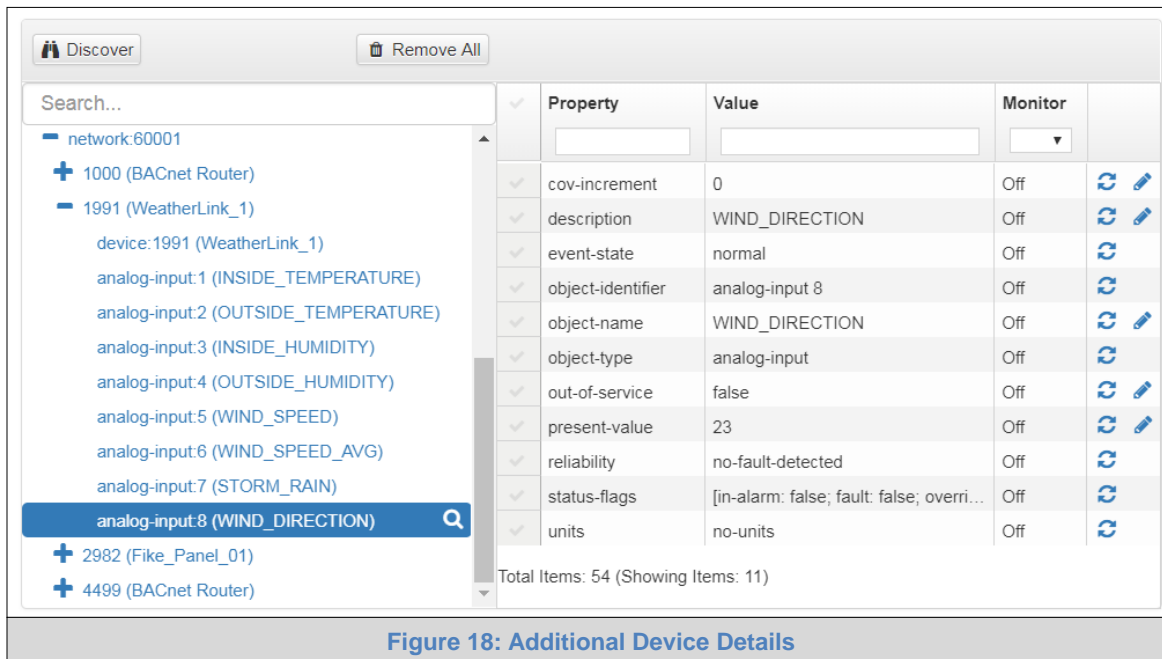 Discover
Remove All
Search...
network:60001
1000 (BACnet Router)
1991 (WeatherLink_1)
device:1991 (WeatherLink_1)
analog-input:1 (INSIDE_TEMPERATURE)
analog-input:2 (OUTSIDE_TEMPERATURE)
analog-input:3 (INSIDE_HUMIDITY)
analog-input:4 (OUTSIDE_HUMIDITY)
analog-input:5 (WIND_SPEED)
analog-input:6 (WIND_SPEED_AVG)
analog-input:7 (STORM_RAIN)
analog-input:8 (WIND_DIRECTION)
2982 (Fike_Panel_01)
4499 (BACnet Router)
Property Value Monitor
cov-increment 0 Off
description WIND_DIRECTION Off
event-state normal Off
object-identifier analog-input 8 Off
object-name WIND_DIRECTION Off
object-type analog-input Off
out-of-service false Off
present-value 23 Off
reliability no-fault-detected Off
status-flags [in-alarm: false; fault: false; overri... Off
units no-units Off
Total Items: 54 (Showing Items: 11)
Figure 18: Additional Device Details